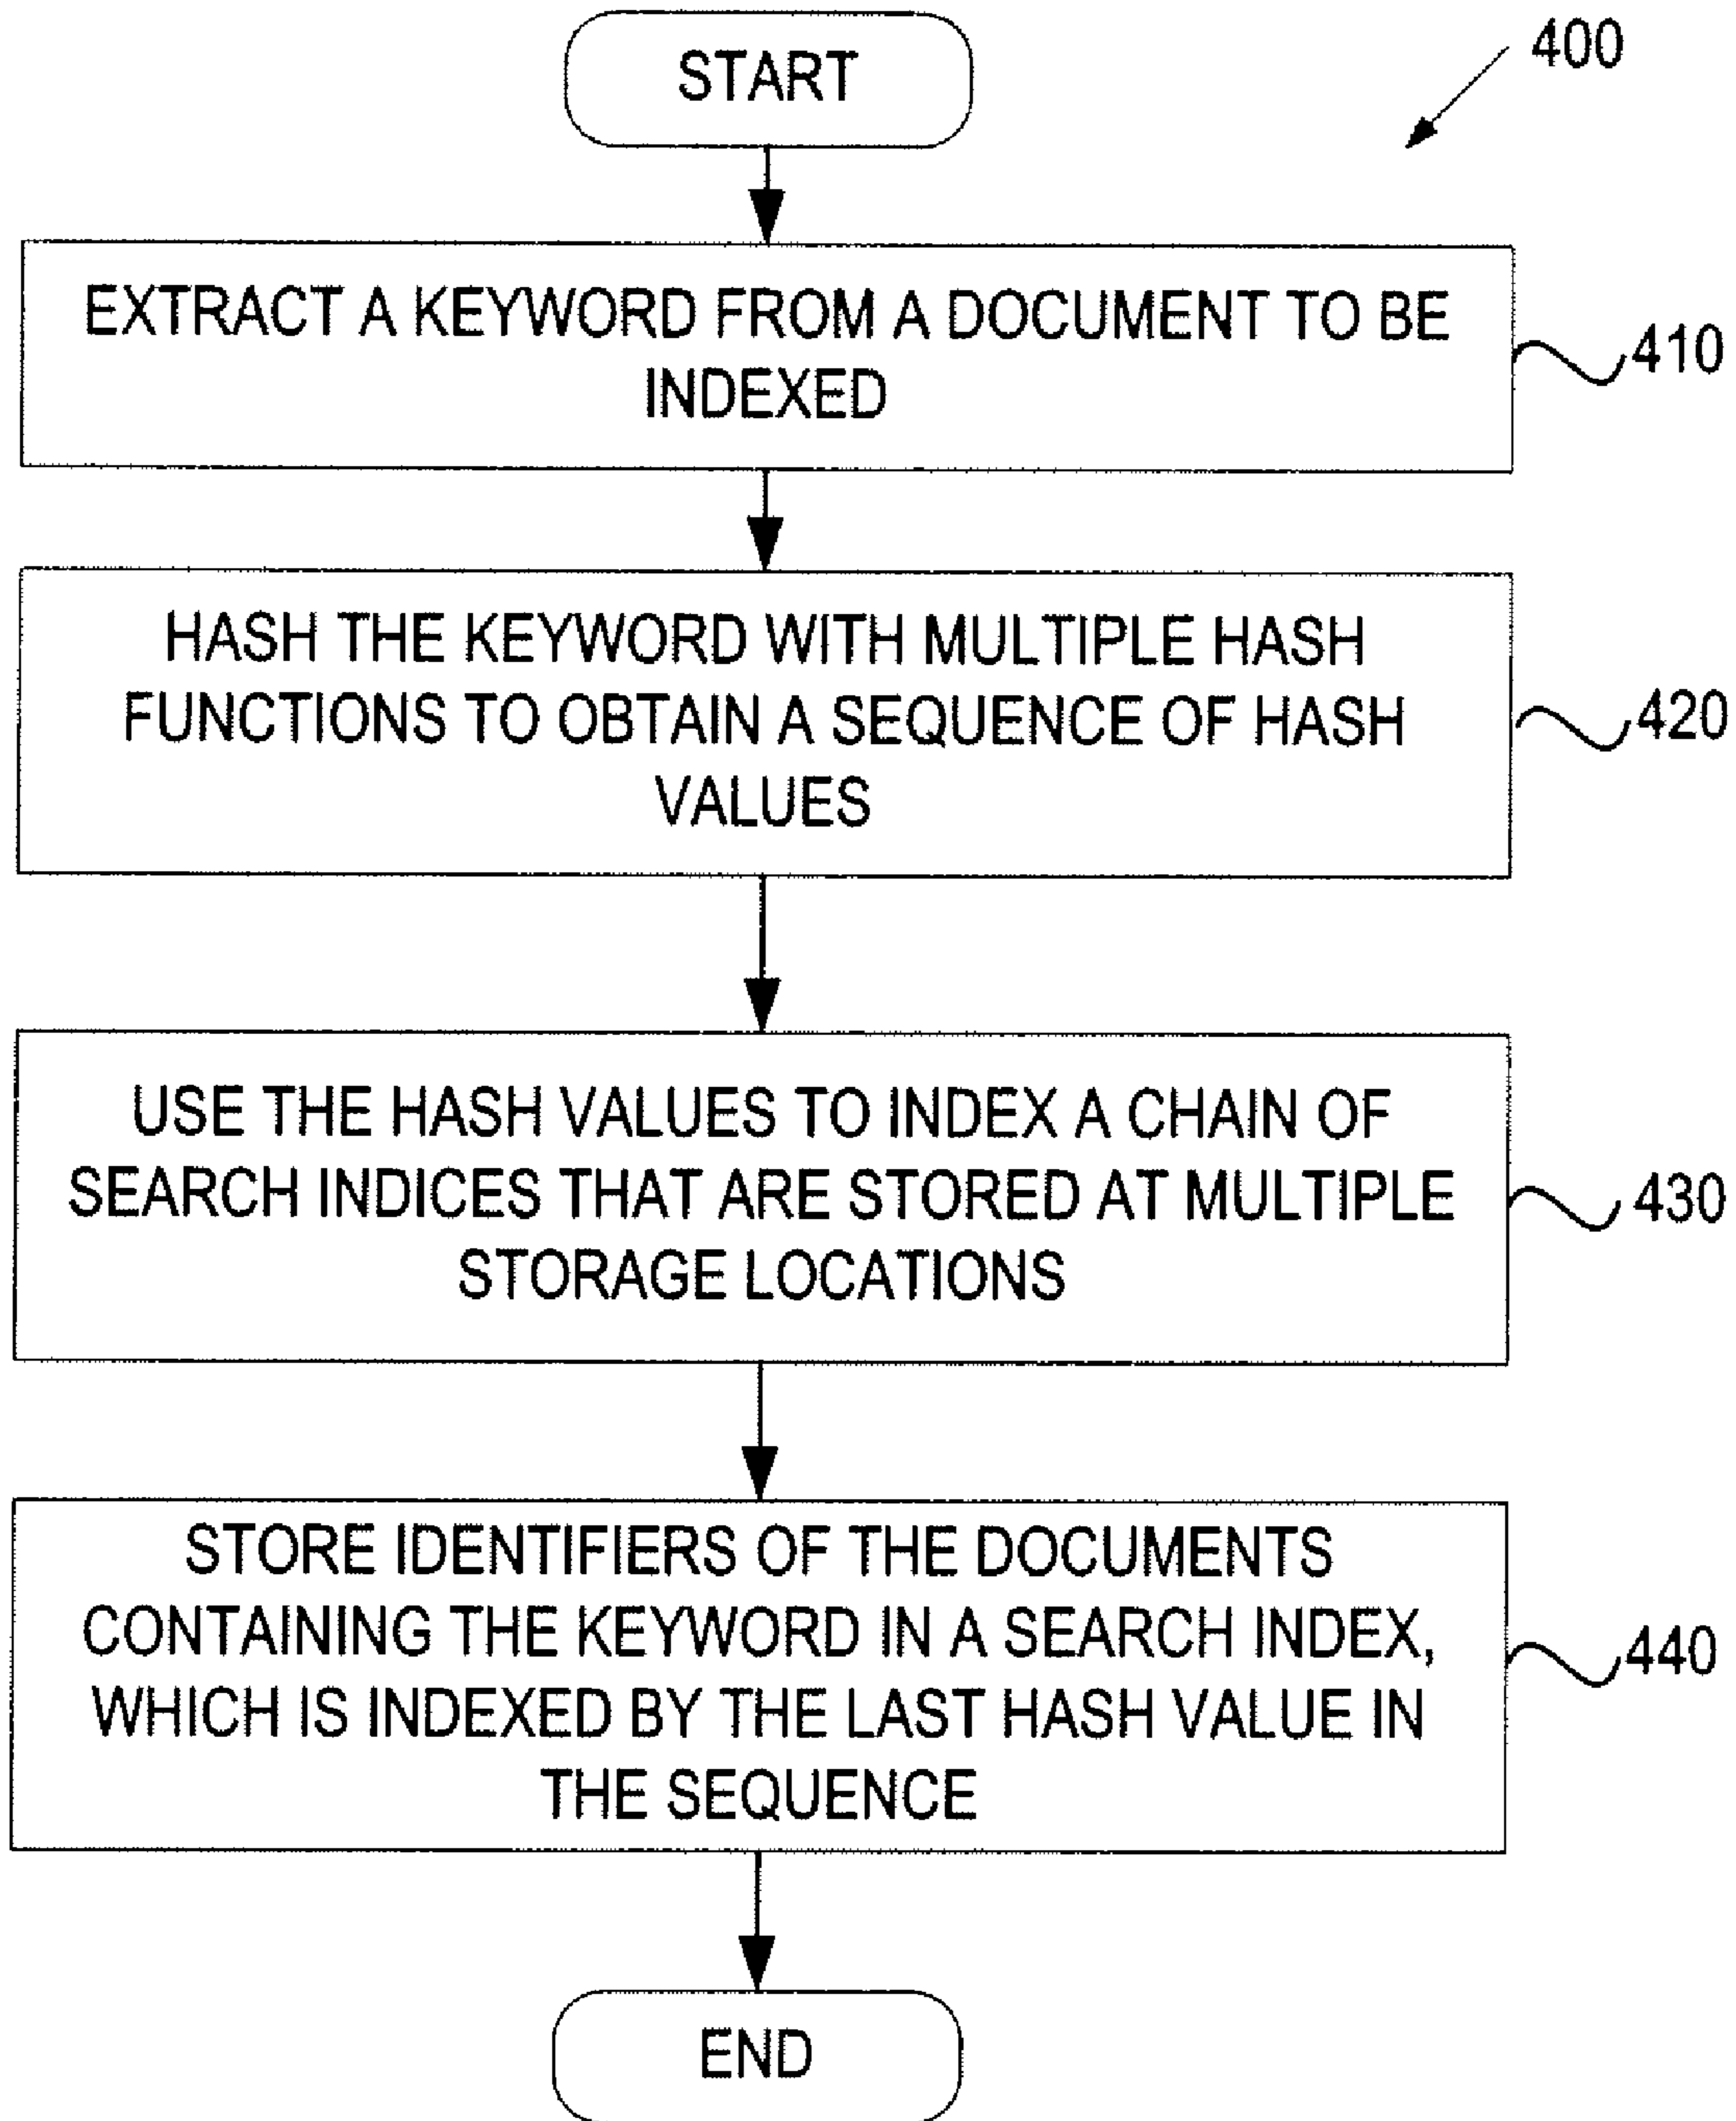 START
400
EXTRACT A KEYWORD FROM A DOCUMENT TO BE
INDEXED
410
HASH THE KEYWORD WITH MULTIPLE HASH
FUNCTIONS TO OBTAIN A SEQUENCE OF HASH
VALUES
420
USE THE HASH VALUES TO INDEX A CHAIN OF
SEARCH INDICES THAT ARE STORED AT MULTIPLE
STORAGE LOCATIONS
430
STORE IDENTIFIERS OF THE DOCUMENTS
CONTAINING THE KEYWORD IN A SEARCH INDEX,
WHICH IS INDEXED BY THE LAST HASH VALUE IN
THE SEQUENCE
440
END